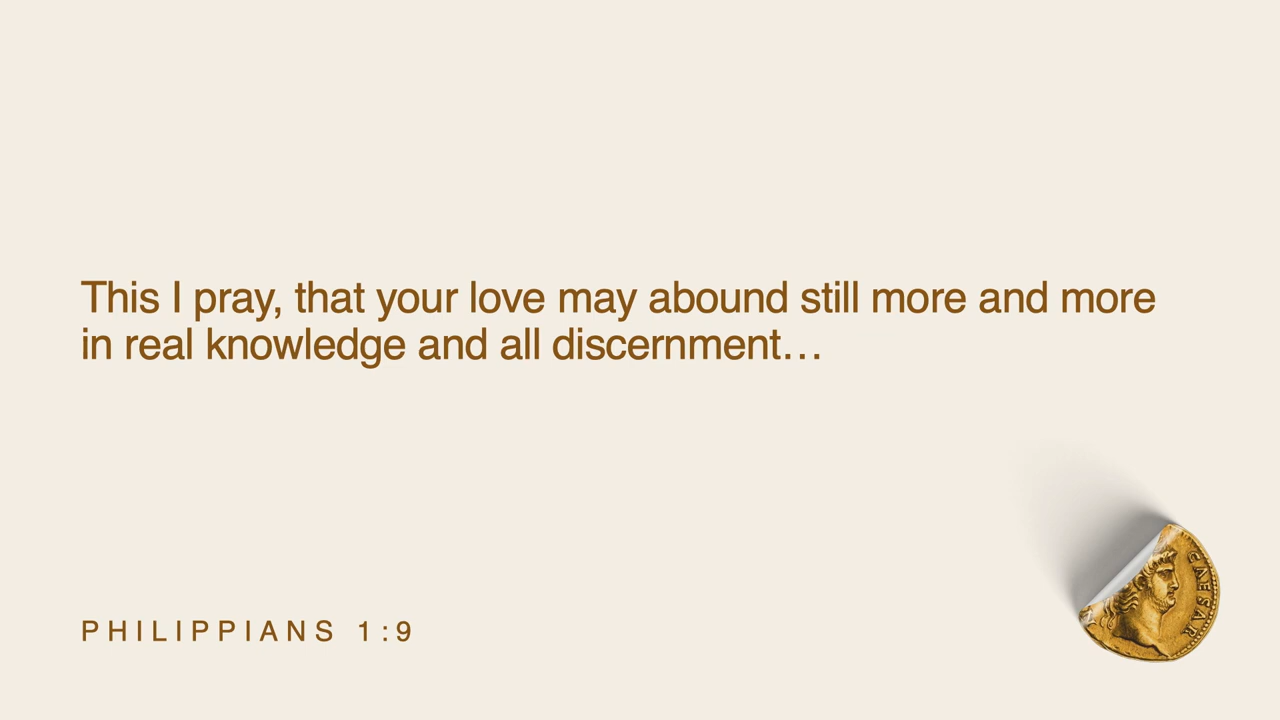 This I pray, that your love may abound still more and more
in real knowledge and all discernment…
PHILIPPIANS 1:9
CAESAR